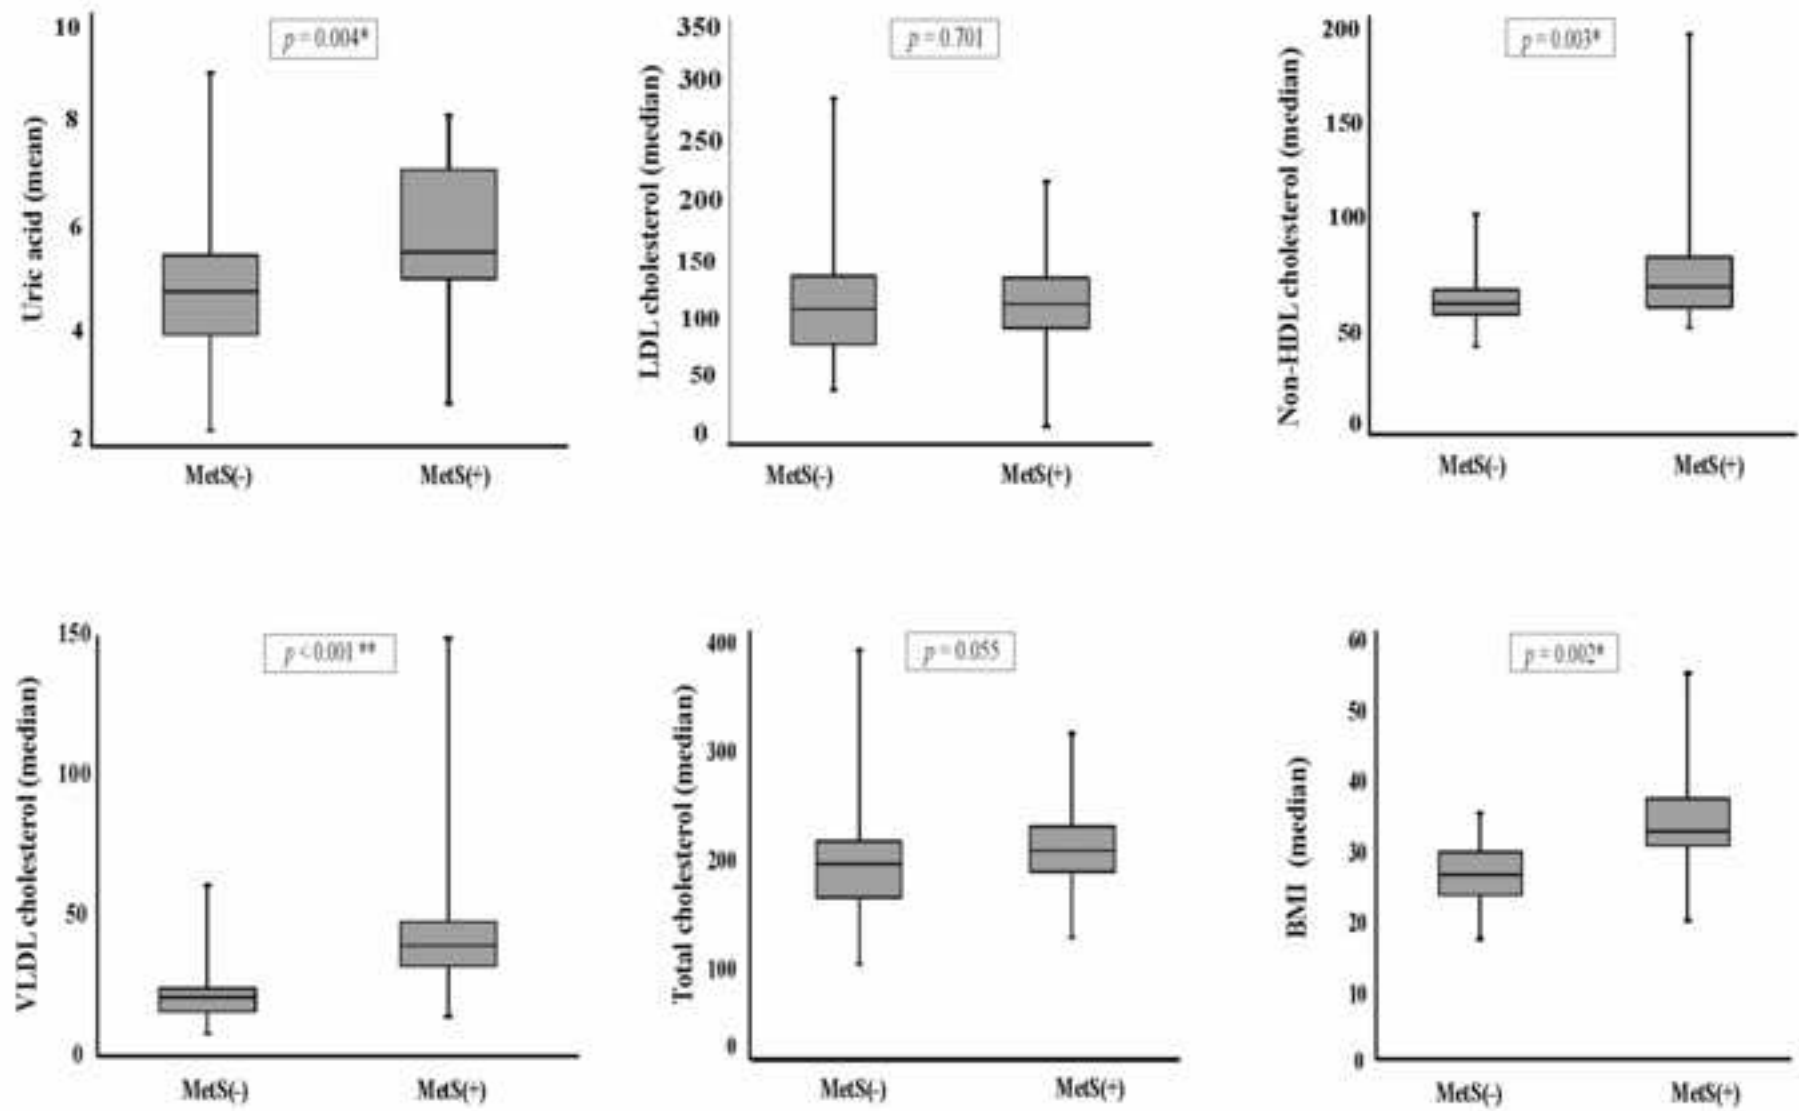 Uric acid (mean)
p = 0.004*
10
8
6
4
2
MetS(-) MetS(+)
LDL cholesterol (median)
p = 0.701
350
300
250
200
150
100
50
0
MetS(-) MetS(+)
Non-HDL cholesterol (median)
p = 0.003*
200
150
100
50
0
MetS(-) MetS(+)
VLDL cholesterol (median)
p < 0.001 **
150
100
50
0
MetS(-) MetS(+)
Total cholesterol (median)
p = 0.055
400
300
200
100
0
MetS(-) MetS(+)
BMI (median)
p = 0.002*
60
50
40
30
20
10
0
MetS(-) MetS(+)